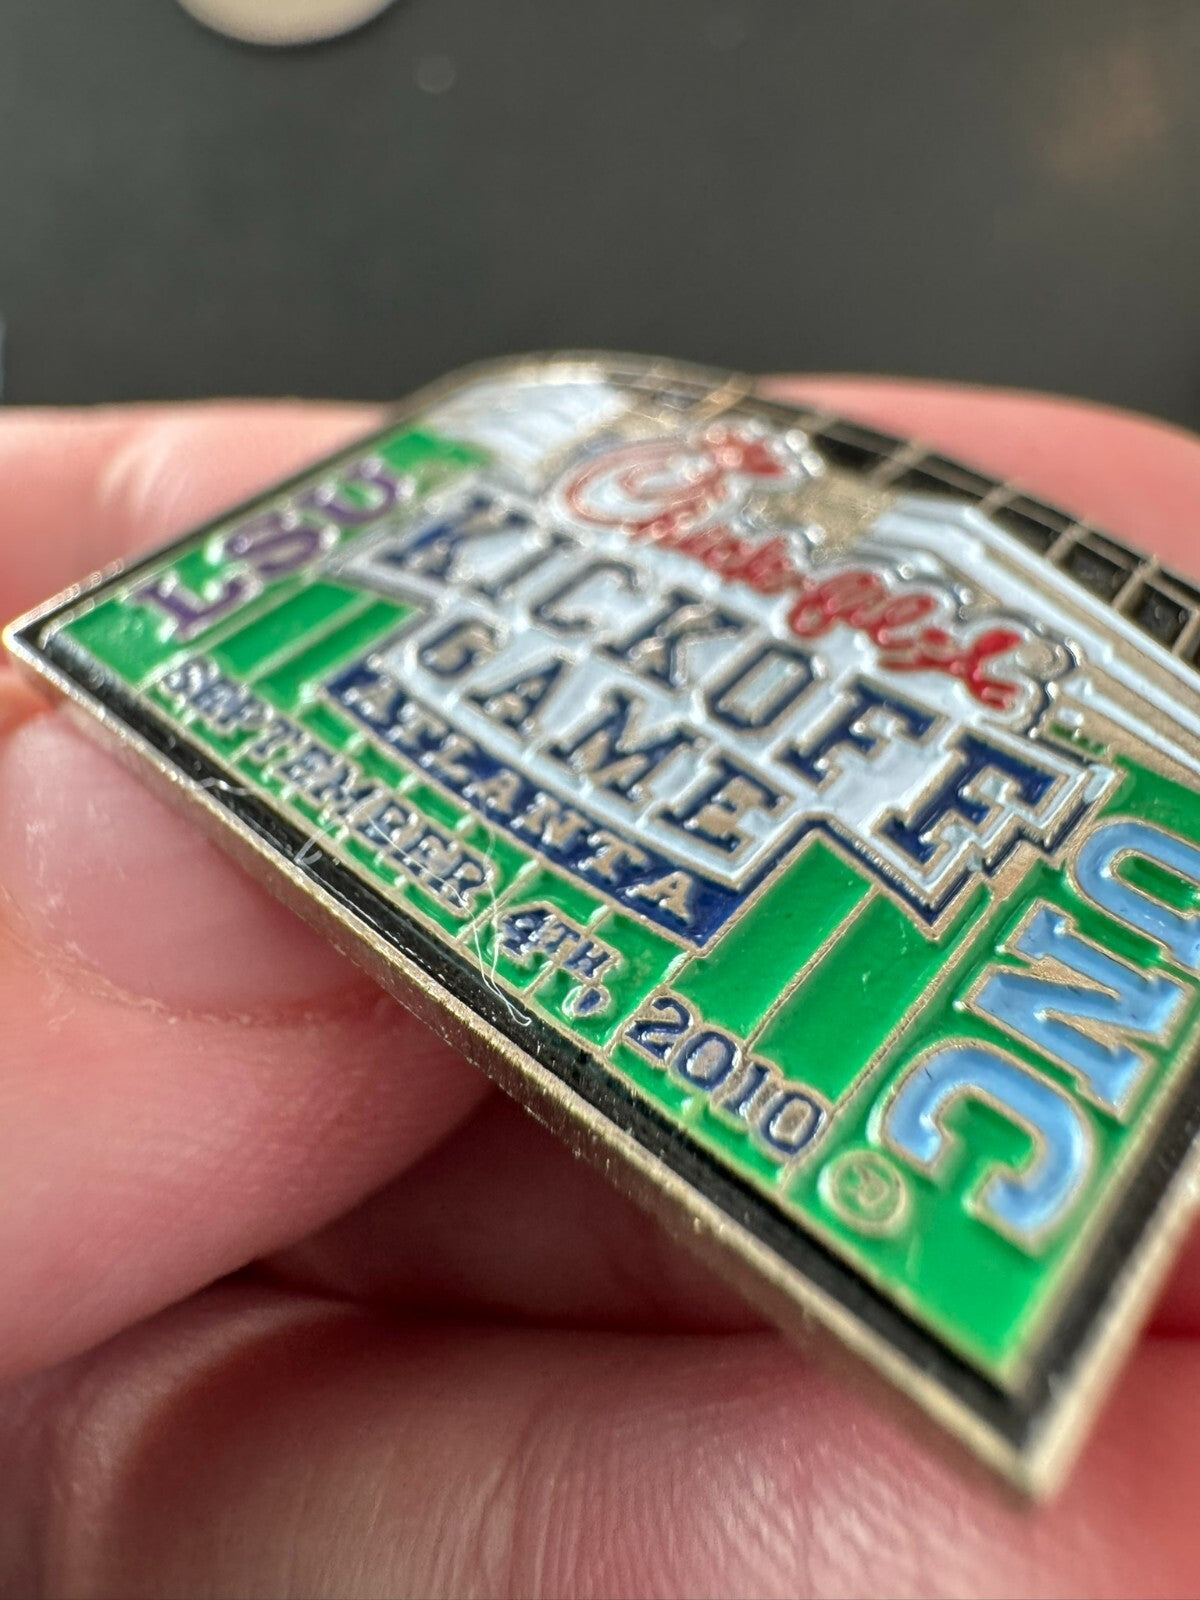 Chick-fil-A
KICKOFF
GAME
ATLANTA
LSU
SEPTEMBER 4TH, 2010
UNC
®